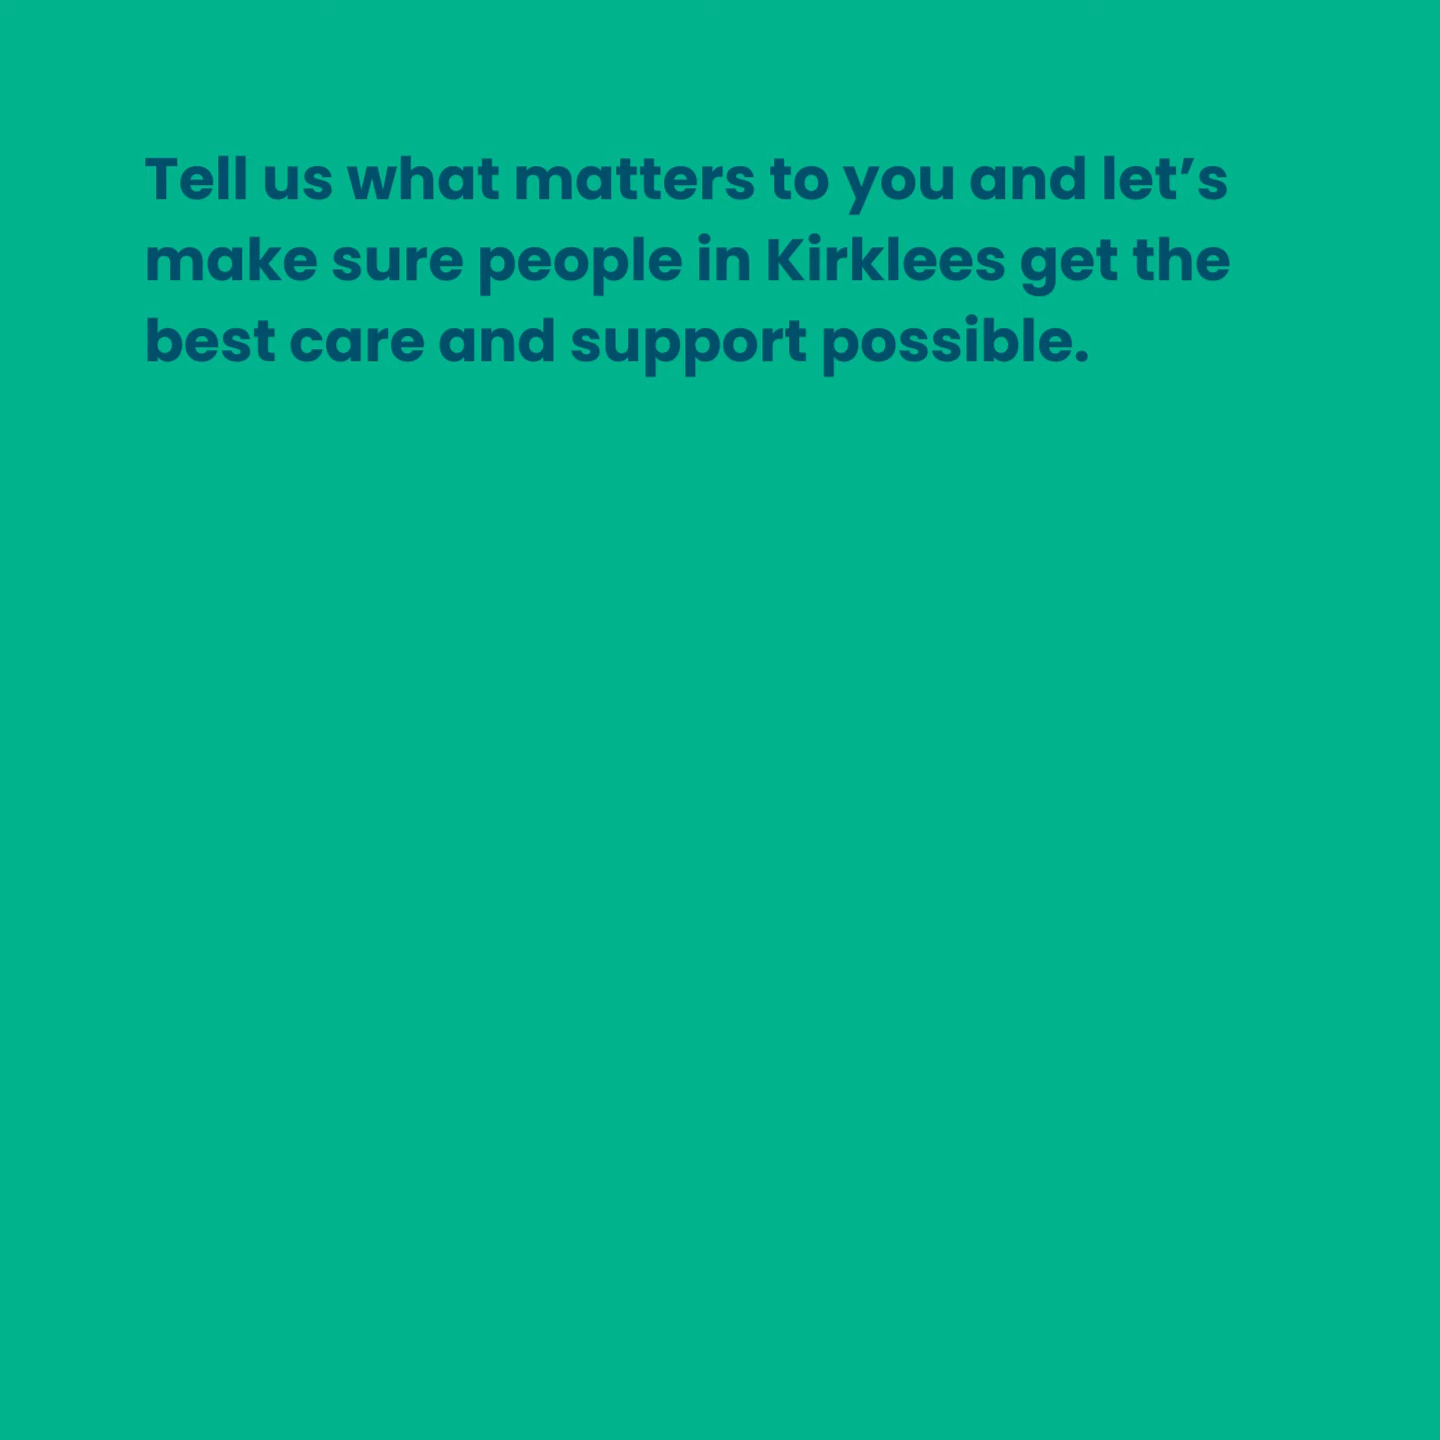 Tell us what matters to you and let’s
make sure people in Kirklees get the
best care and support possible.